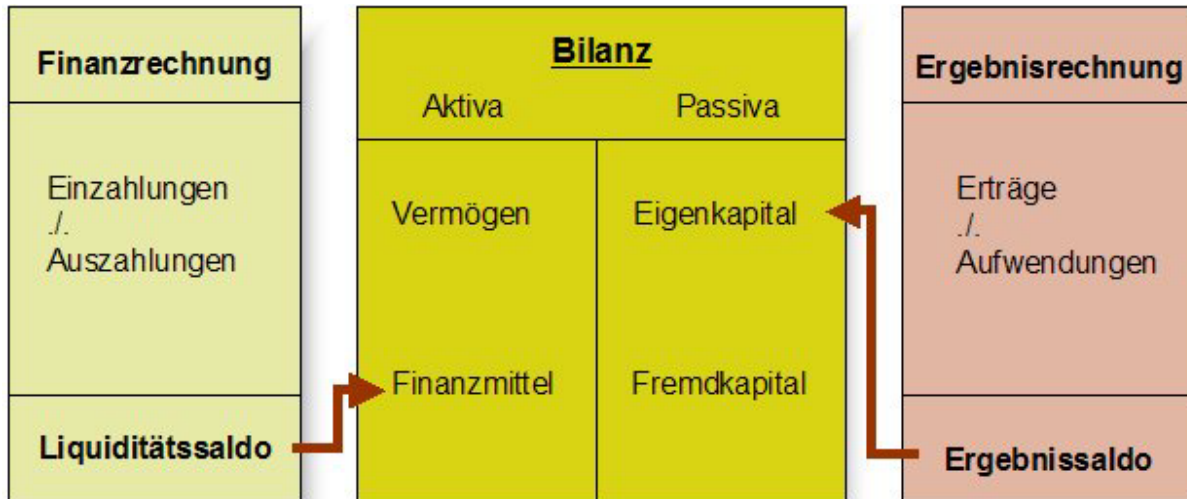 Finanzrechnung
Einzahlungen
./.
Auszahlungen
Liquiditätssaldo
Bilanz
Aktiva Passiva
Vermögen Eigenkapital
Finanzmittel Fremdkapital
Ergebnisrechnung
Erträge
./.
Aufwendungen
Ergebnissaldo